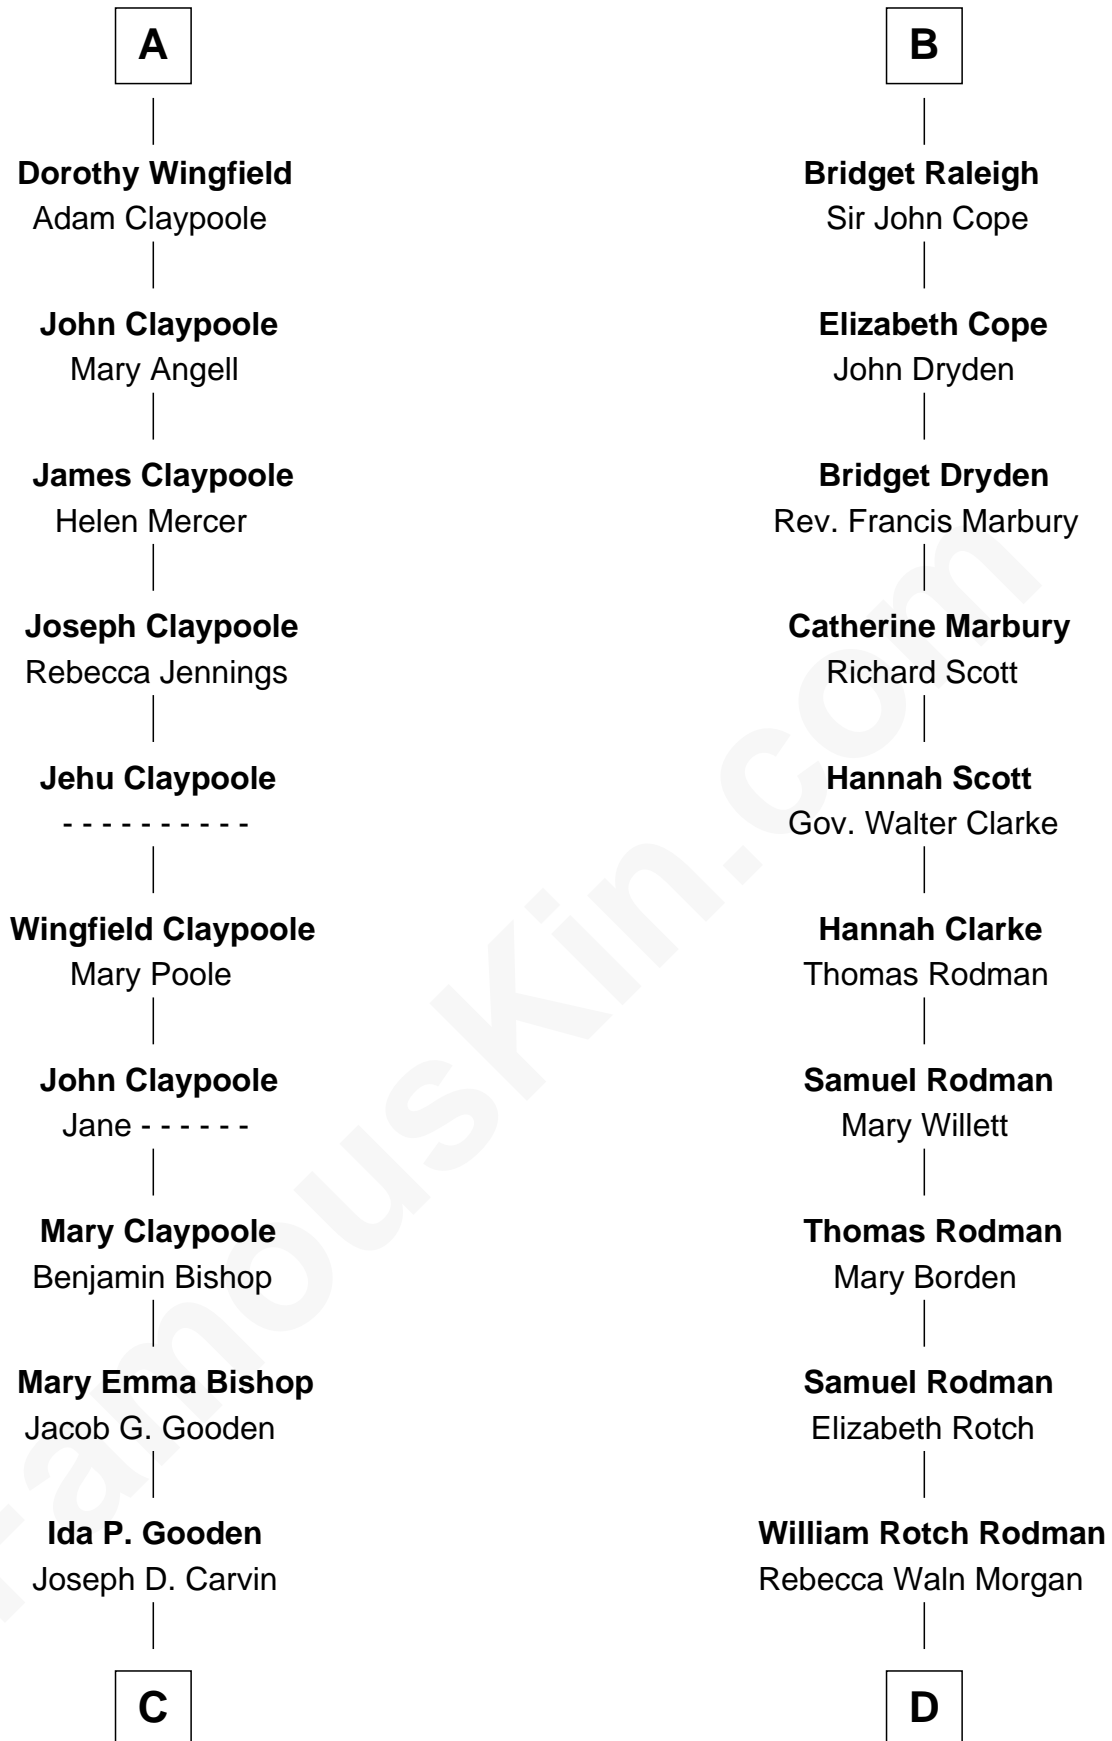 A
Dorothy Wingfield
Adam Claypoole
John Claypoole
Mary Angell
James Claypoole
Helen Mercer
Joseph Claypoole
Rebecca Jennings
Jehu Claypoole
- - - - - - - - - -
Wingfield Claypoole
Mary Poole
John Claypoole
Jane - - - - - -
Mary Claypoole
Benjamin Bishop
Mary Emma Bishop
Jacob G. Gooden
Ida P. Gooden
Joseph D. Carvin
C
B
Bridget Raleigh
Sir John Cope
Elizabeth Cope
John Dryden
Bridget Dryden
Rev. Francis Marbury
Catherine Marbury
Richard Scott
Hannah Scott
Gov. Walter Clarke
Hannah Clarke
Thomas Rodman
Samuel Rodman
Mary Willett
Thomas Rodman
Mary Borden
Samuel Rodman
Elizabeth Rotch
William Rotch Rodman
Rebecca Waln Morgan
D
FamousKin.com